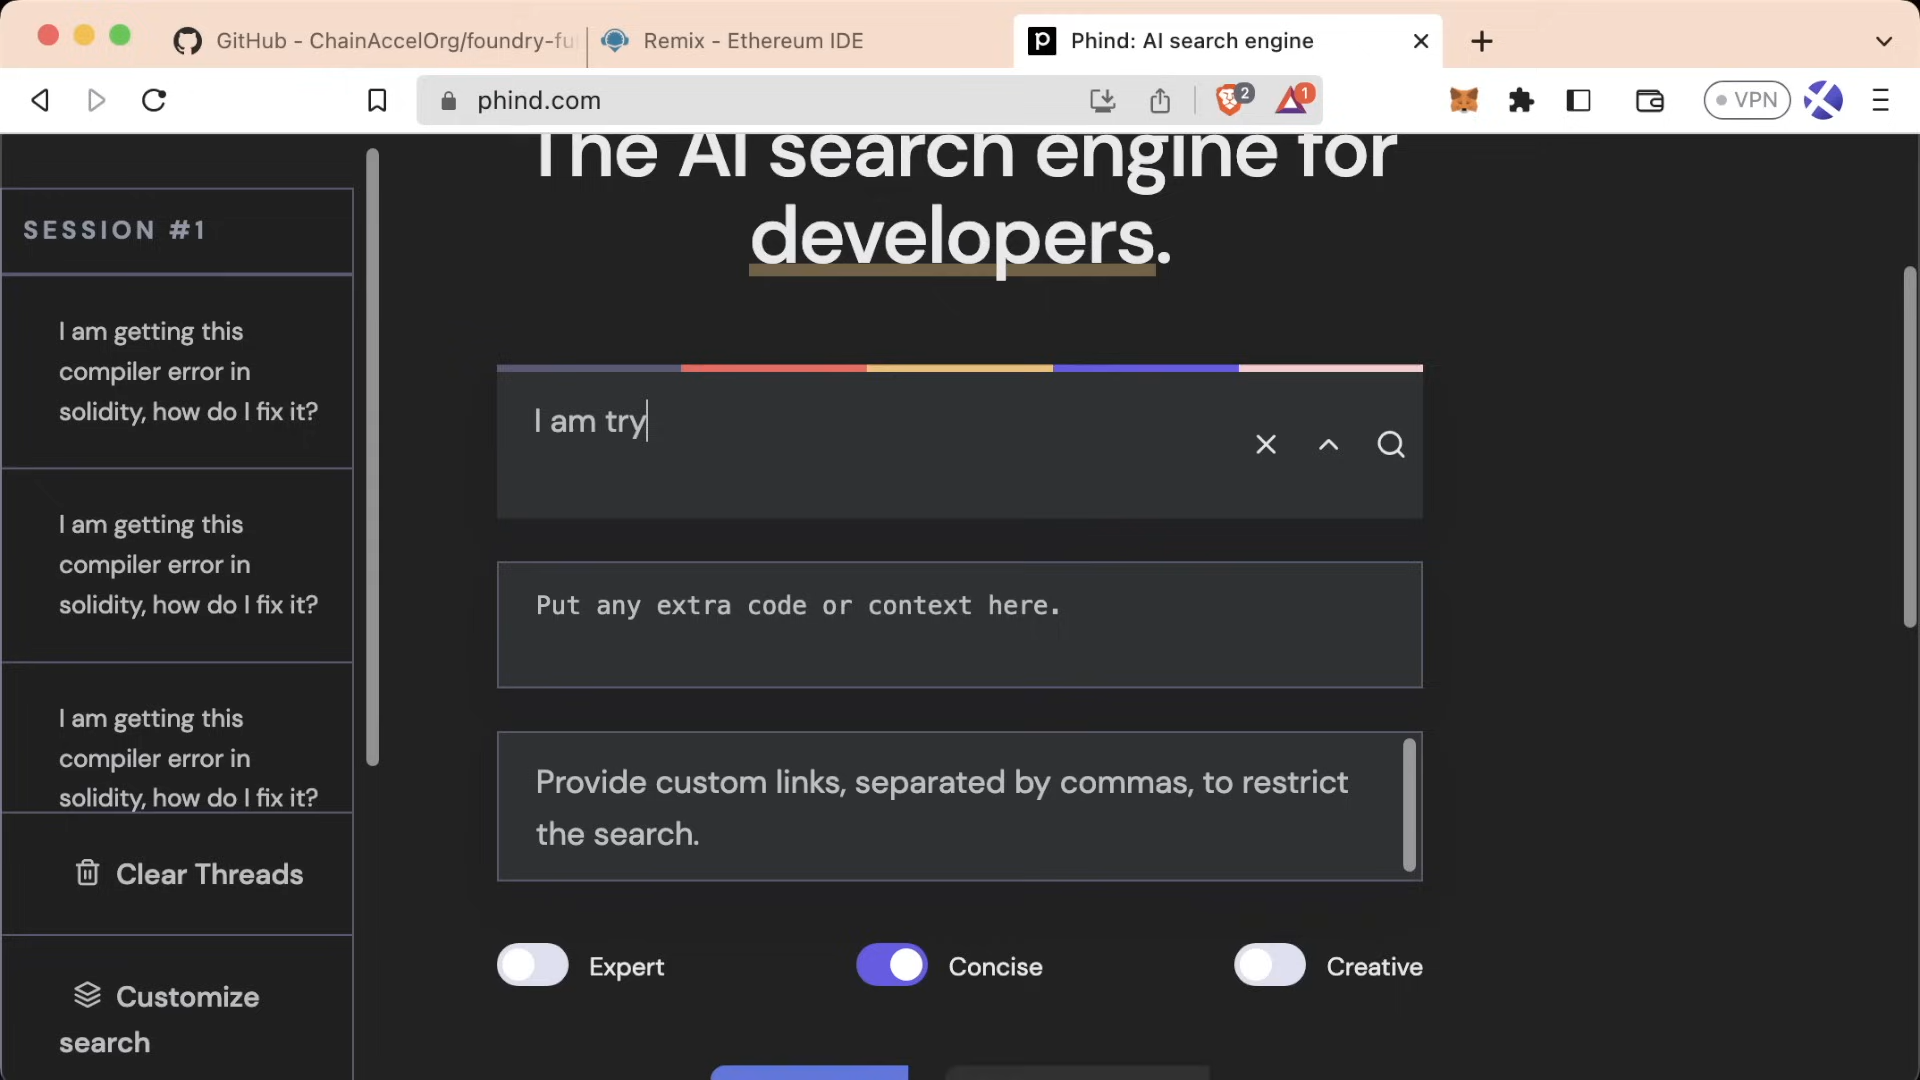 GitHub - ChainAccelOrg/foundry-fu
Remix - Ethereum IDE
Phind: AI search engine
phind.com
2
1
VPN
The AI search engine for
developers.
SESSION #1
I am getting this
compiler error in
solidity, how do I fix it?
I am getting this
compiler error in
solidity, how do I fix it?
I am getting this
compiler error in
solidity, how do I fix it?
Clear Threads
Customize
search
I am try
Put any extra code or context here.
Provide custom links, separated by commas, to restrict
the search.
Expert
Concise
Creative